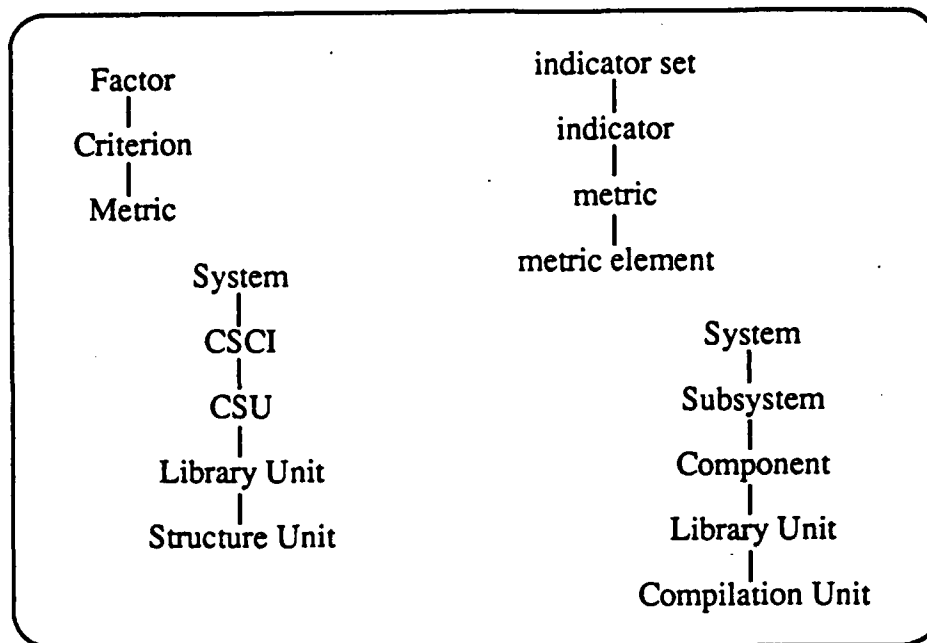 Factor
Criterion
Metric
indicator set
indicator
metric
metric element
System
CSCI
CSU
Library Unit
Structure Unit
System
Subsystem
Component
Library Unit
Compilation Unit